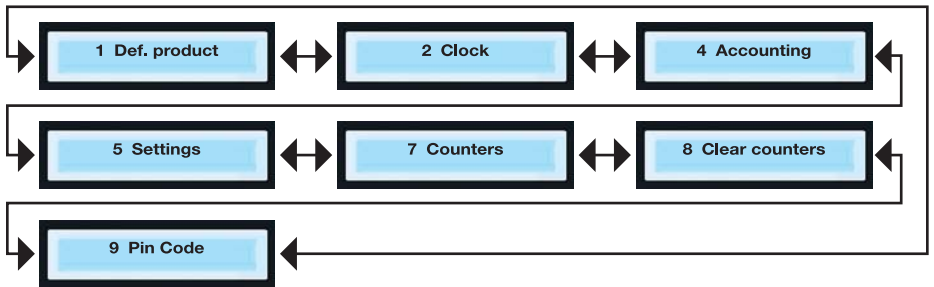 1 Def. product
2 Clock
4 Accounting
5 Settings
7 Counters
8 Clear counters
9 Pin Code